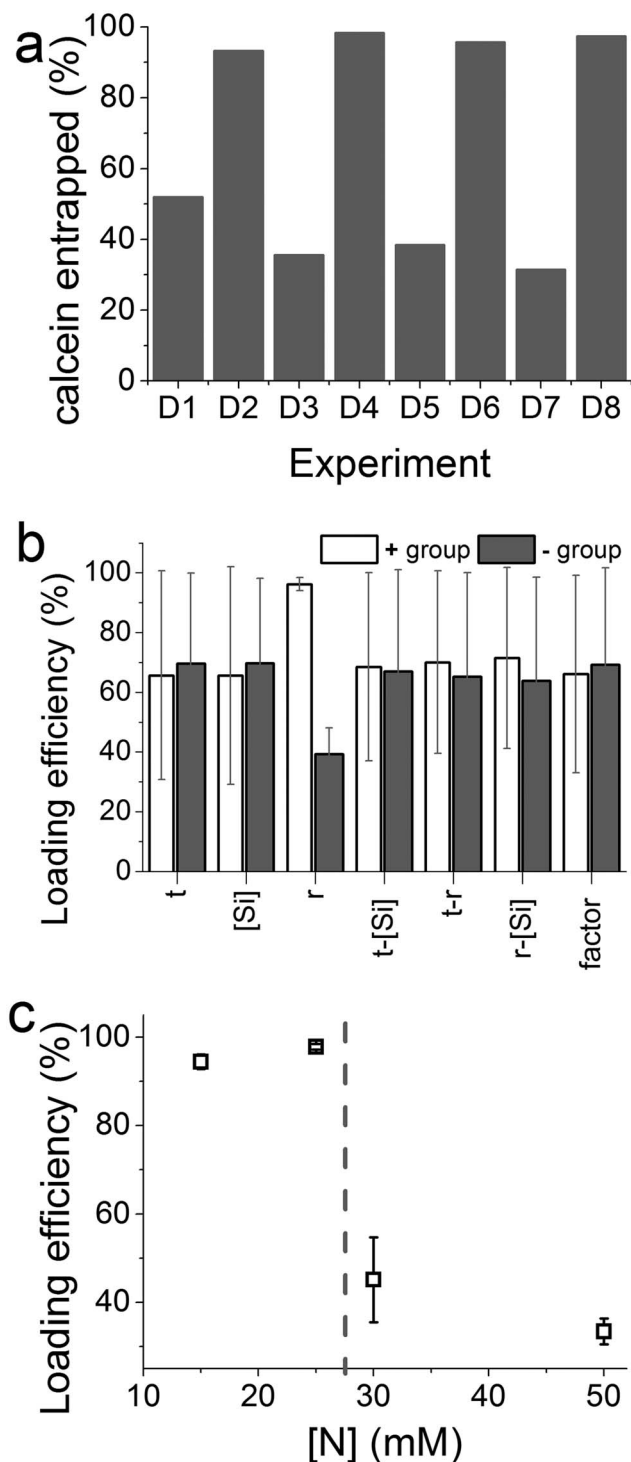 a
calcein entrapped (%)
100
80
60
40
20
0
D1 D2 D3 D4 D5 D6 D7 D8
Experiment
b
+ group - group
Loading efficiency (%)
100
80
60
40
20
0
t [Si] r t-[Si] t-r r-[Si] factor
c
Loading efficiency (%)
100
80
60
40
10 20 30 40 50
[N] (mM)